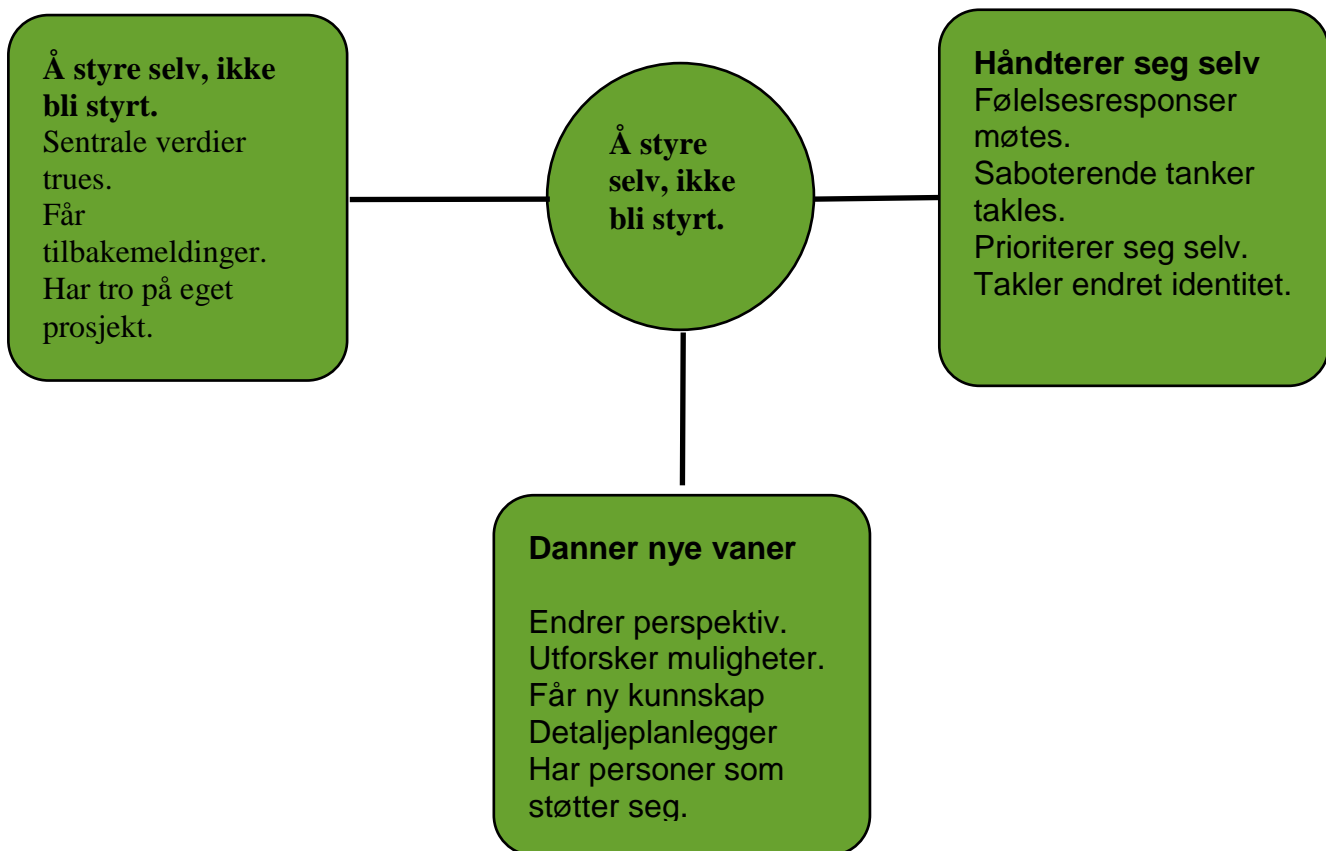 Å styre selv, ikke
bli styrt.
Sentrale verdier
trues.
Får
tilbakemeldinger.
Har tro på eget
prosjekt.
Å styre
selv, ikke
bli styrt.
Håndterer seg selv
Følelsesresponser
møtes.
Saboterende tanker
takles.
Prioriterer seg selv.
Takler endret identitet.
Danner nye vaner
Endrer perspektiv.
Utforsker muligheter.
Får ny kunnskap
Detaljeplanlegger
Har personer som
støtter seg.